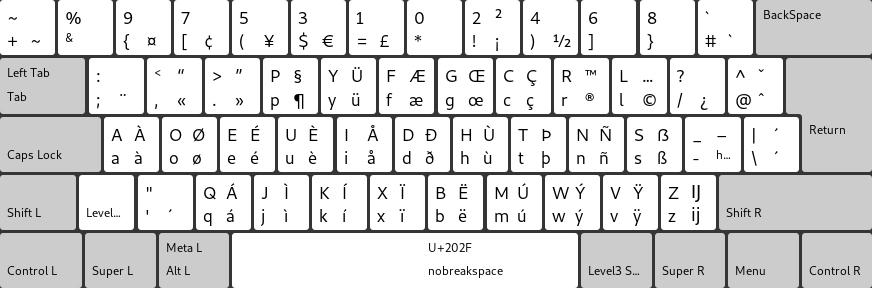 ~ % 9 7 5 3 1 0 2 ² 4 6 8 ` BackSpace
+ ~ & { ¤ [ ¢ ( ¥ $ € = £ * ! ¡ ) ½ ] } # `
Left Tab : < “ > ” P § Y Ü F Æ G Œ C Ç R ™ L … ? ^ ˇ
Tab ; ¨ , « . » p ¶ y ü f æ g œ c ç r ® l © / ¿ @ ˆ
A À O Ø E É U È I Å D Ð H Ù T Þ N Ñ S ẞ _ – | ´ Return
Caps Lock a à o ø e é u è i å d ð h ù t þ n ñ s ß - h... \ ´
" Q Á J Ì K Í X Ï B Ë M Ú W Ý V Ÿ Z Ĳ
Shift L Level... ' ´ q á j ì k í x ï b ë m ú w ý v ÿ z ĳ Shift R
Meta L U+202F
Control L Super L Alt L nobreakspace Level3 S... Super R Menu Control R